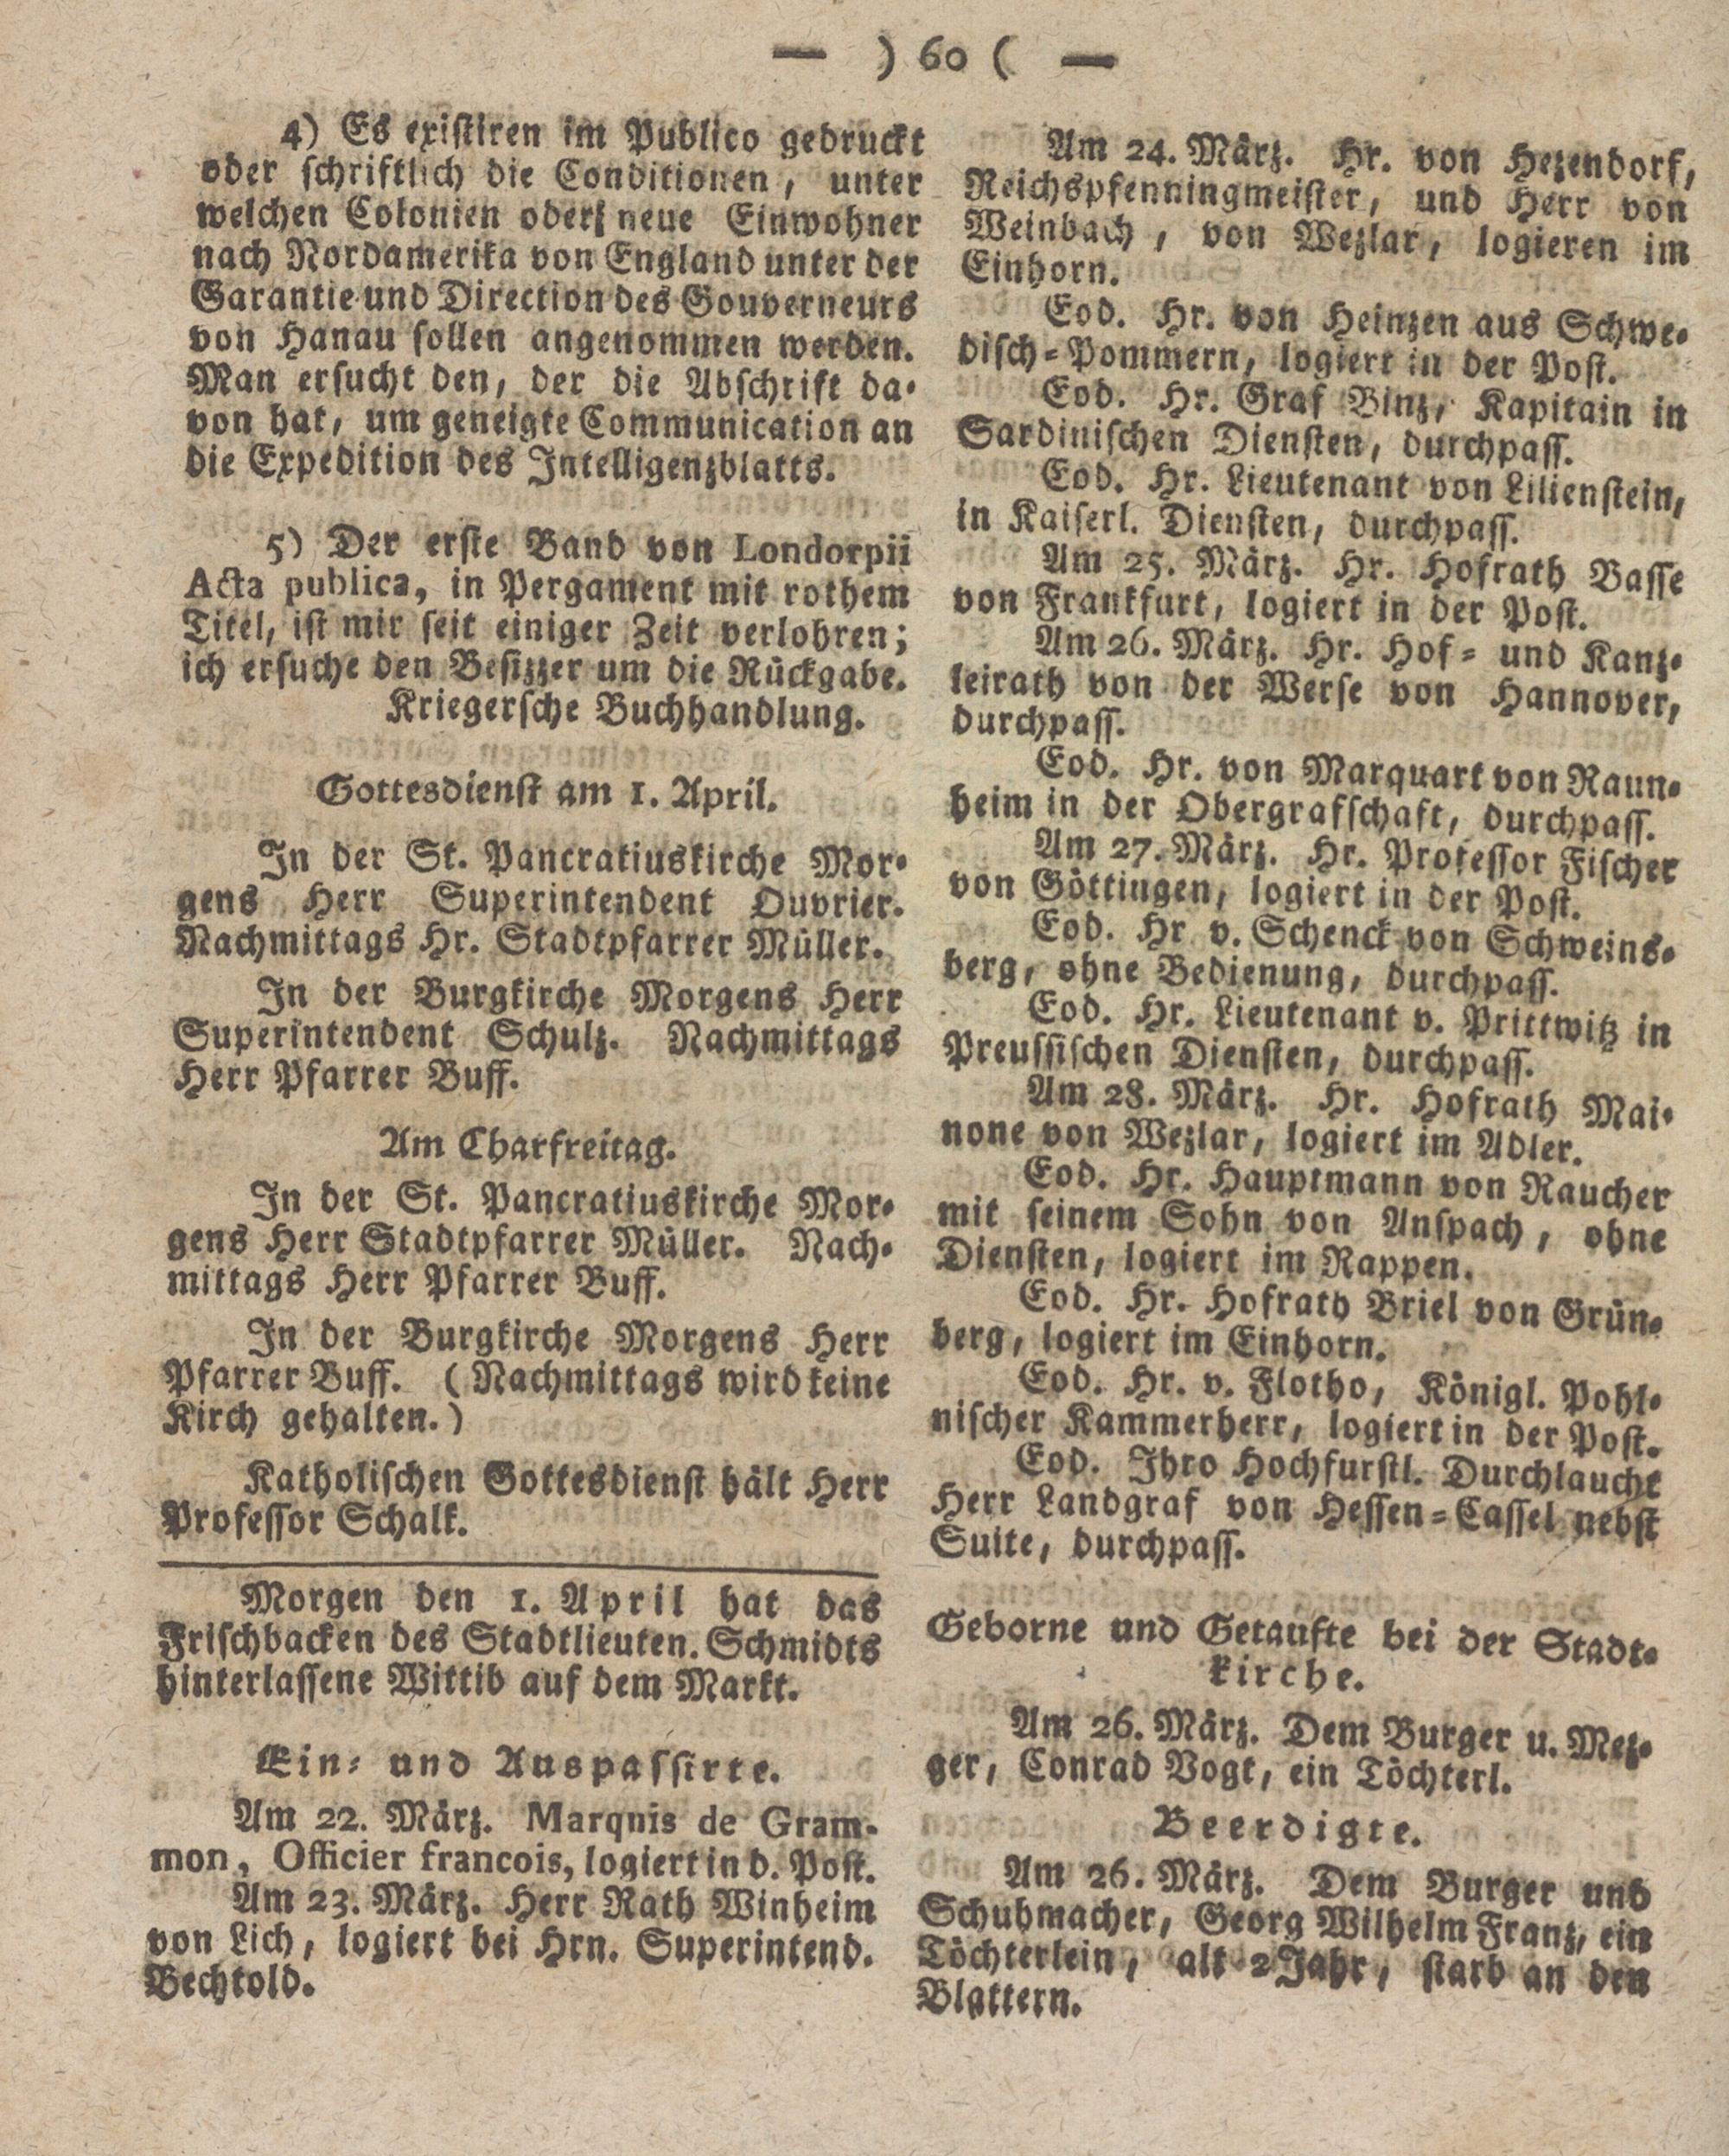 — ) 60 ( —
4) Es existiren im Publico gedruckt
oder schriftlich die Conditionen, unter
welchen Colonien oder neue Einwohner
nach Nordamerika von England unter der
Garantie und Direction des Gouverneurs
von Hanau sollen angenommen werden.
Man ersucht den, der die Abschrift da-
von hat, um geneigte Communication an
die Expedition des Intelligenzblatts.
5) Der erste Band von Londorpii
Acta publica, in Pergament mit rothem
Titel, ist mir seit einiger Zeit verlohren;
ich ersuche den Besizzer um die Rückgabe.
Kriegersche Buchhandlung.
Gottesdienst am 1. April.
In der St. Pancratiuskirche Mor-
gens Herr Superintendent Ouvrier.
Nachmittags Hr. Stadtpfarrer Müller.
In der Burgkirche Morgens Herr
Superintendent Schulz. Nachmittags
Herr Pfarrer Buff.
Am Charfreitag.
In der St. Pancratiuskirche Mor-
gens Herr Stadtpfarrer Müller. Nach-
mittags Herr Pfarrer Buff.
In der Burgkirche Morgens Herr
Pfarrer Buff. (Nachmittags wird keine
Kirch gehalten.)
Katholischen Gottesdienst hält Herr
Professor Schalk.
Morgen den 1. April hat das
Frischbacken des Stadtlieuten. Schmidts
hinterlassene Wittib auf dem Markt.
Ein- und Auspassirte.
Am 22. März. Marquis de Gram-
mon, Officier francois, logiert in d. Post.
Am 23. März. Herr Rath Winheim
von Lich, logiert bei Hrn. Superintend.
Bechtold.
Am 24. März. Hr. von Hezendorf,
Reichspfenningmeister, und Herr von
Weinbach, von Wezlar, logieren im
Einhorn.
Eod. Hr. von Heinzen aus Schwe-
disch-Pommern, logiert in der Post.
Eod. Hr. Graf Binz, Kapitain in
Sardinischen Diensten, durchpass.
Eod. Hr. Lieutenant von Lilienstein,
in Kaiserl. Diensten, durchpass.
Am 25. März. Hr. Hofrath Basse
von Frankfurt, logiert in der Post.
Am 26. März. Hr. Hof- und Kanz-
leirath von der Werse von Hannover,
durchpass.
Eod. Hr. von Marquart von Raun-
heim in der Obergrafschaft, durchpass.
Am 27. März. Hr. Professor Fischer
von Göttingen, logiert in der Post.
Eod. Hr v. Schenck von Schweins-
berg, ohne Bedienung, durchpass.
Eod. Hr. Lieutenant v. Prittwitz in
Preussischen Diensten, durchpass.
Am 28. März. Hr. Hofrath Mai-
none von Wezlar, logiert im Adler.
Eod. Hr. Hauptmann von Raucher
mit seinem Sohn von Anspach, ohne
Diensten, logiert im Rappen.
Eod. Hr. Hofrath Briel von Grün-
berg, logiert im Einhorn.
Eod. Hr. v. Flotho, Königl. Pohl-
nischer Kammerherr, logiert in der Post.
Eod. Ihro Hochfurstl. Durchlaucht
Herr Landgraf von Hessen-Cassel nebst
Suite, durchpass.
Geborne und Getaufte bei der Stadt-
kirche.
Am 26. März. Dem Burger u. Mez-
ger, Conrad Vogt, ein Töchterl.
Beerdigte.
Am 26. März. Dem Burger und
Schuhmacher, Georg Wilhelm Franz, ein
Töchterlein, alt 2 Jahr, starb an den
Blattern.